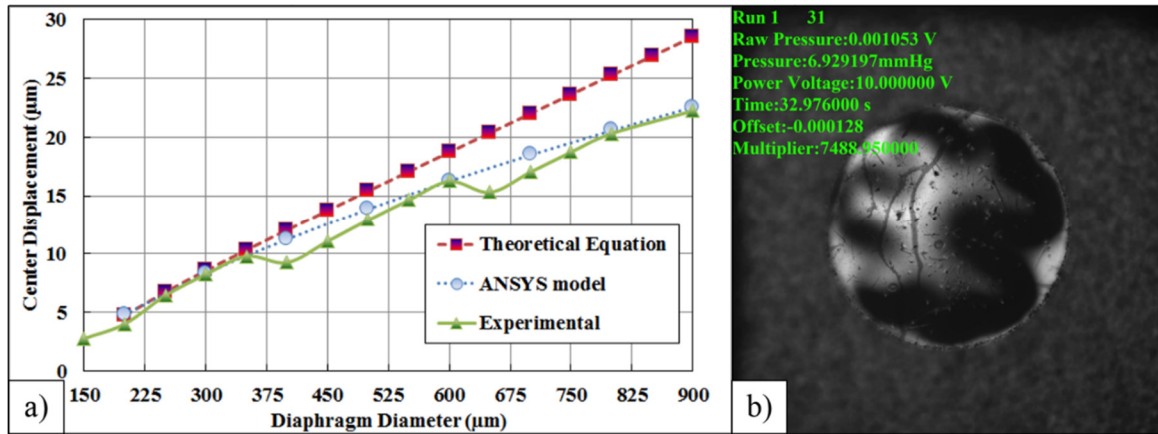 30
25
20
15
10
5
0
Center Displacement (μm)
Theoretical Equation
ANSYS model
Experimental
150 225 300 375 450 525 600 675 750 825 900
Diaphragm Diameter (μm)
a)
Run 1 31
Raw Pressure:0.001053 V
Pressure:6.929197mmHg
Power Voltage:10.000000 V
Time:32.976000 s
Offset:-0.000128
Multiplier:7488.950000
b)